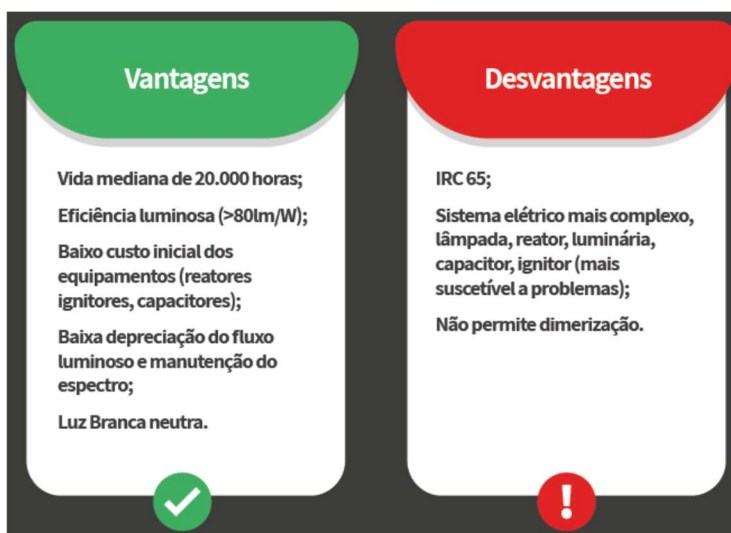 Vantagens
Vida mediana de 20.000 horas;
Eficiência luminosa (>80lm/W);
Baixo custo inicial dos
equipamentos (reatores
ignitores, capacitores);
Baixa depreciação do fluxo
luminoso e manutenção do
espectro;
Luz Branca neutra.
Desvantagens
IRC 65;
Sistema elétrico mais complexo,
lâmpada, reator, luminária,
capacitor, ignitor (mais
suscetível a problemas);
Não permite dimerização.